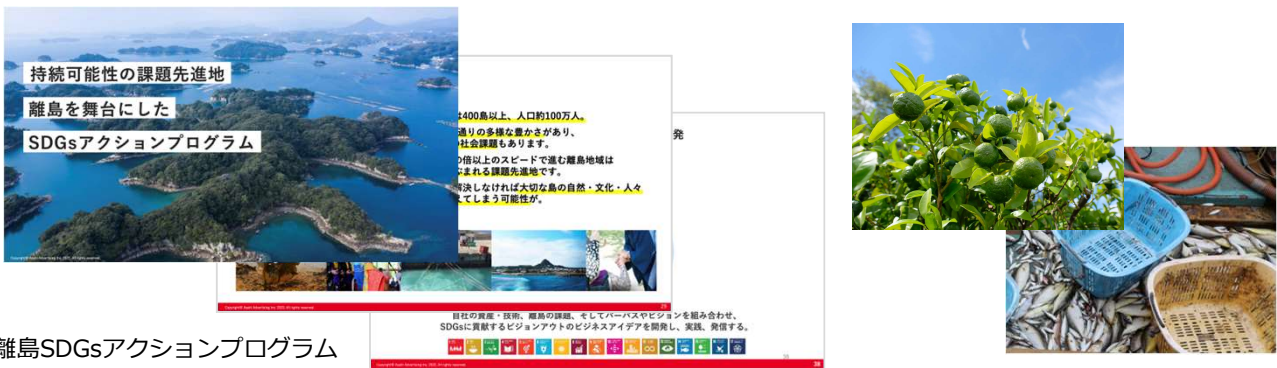 持続可能性の課題先進地
離島を舞台にした
SDGsアクションプログラム
は400島以上、人口約100万人。
通りの多様な豊かさがあり、
社会課題もあります。
の倍以上のスピードで進む離島地域は
ばれる課題先進地です。
解決しなければ大切な島の自然・文化・人々
えてしまう可能性が。
発
29
自社の資産・技術、離島の課題、そしてパーパスやビジョンを組み合わせ、
SDGsに貢献するビジョンアウトのビジネスアイデアを開発し、実践、発信する。
38
離島SDGsアクションプログラム